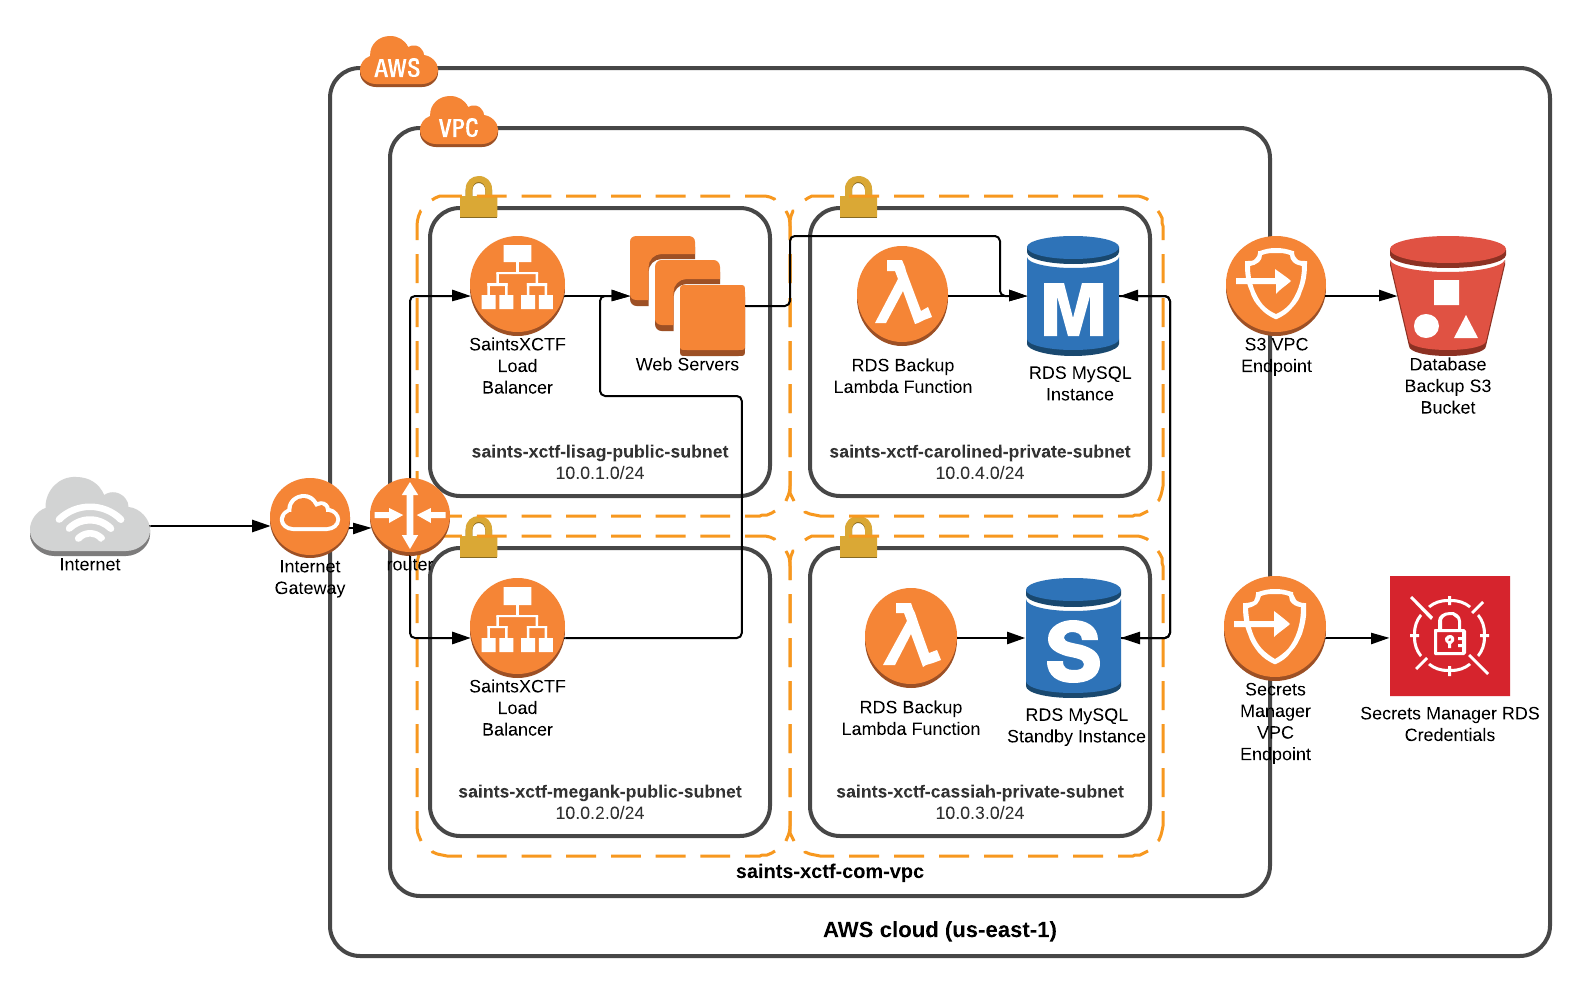 AWS
VPC
SaintsXCTF
Load
Balancer
Web Servers
saints-xctf-lisag-public-subnet
10.0.1.0/24
RDS Backup
Lambda Function
M
RDS MySQL
Instance
saints-xctf-carolined-private-subnet
10.0.4.0/24
S3 VPC
Endpoint
Database
Backup S3
Bucket
Internet
Internet
Gateway
router
SaintsXCTF
Load
Balancer
saints-xctf-megank-public-subnet
10.0.2.0/24
RDS Backup
Lambda Function
S
RDS MySQL
Standby Instance
saints-xctf-cassiah-private-subnet
10.0.3.0/24
Secrets
Manager
VPC
Endpoint
Secrets Manager RDS
Credentials
saints-xctf-com-vpc
AWS cloud (us-east-1)